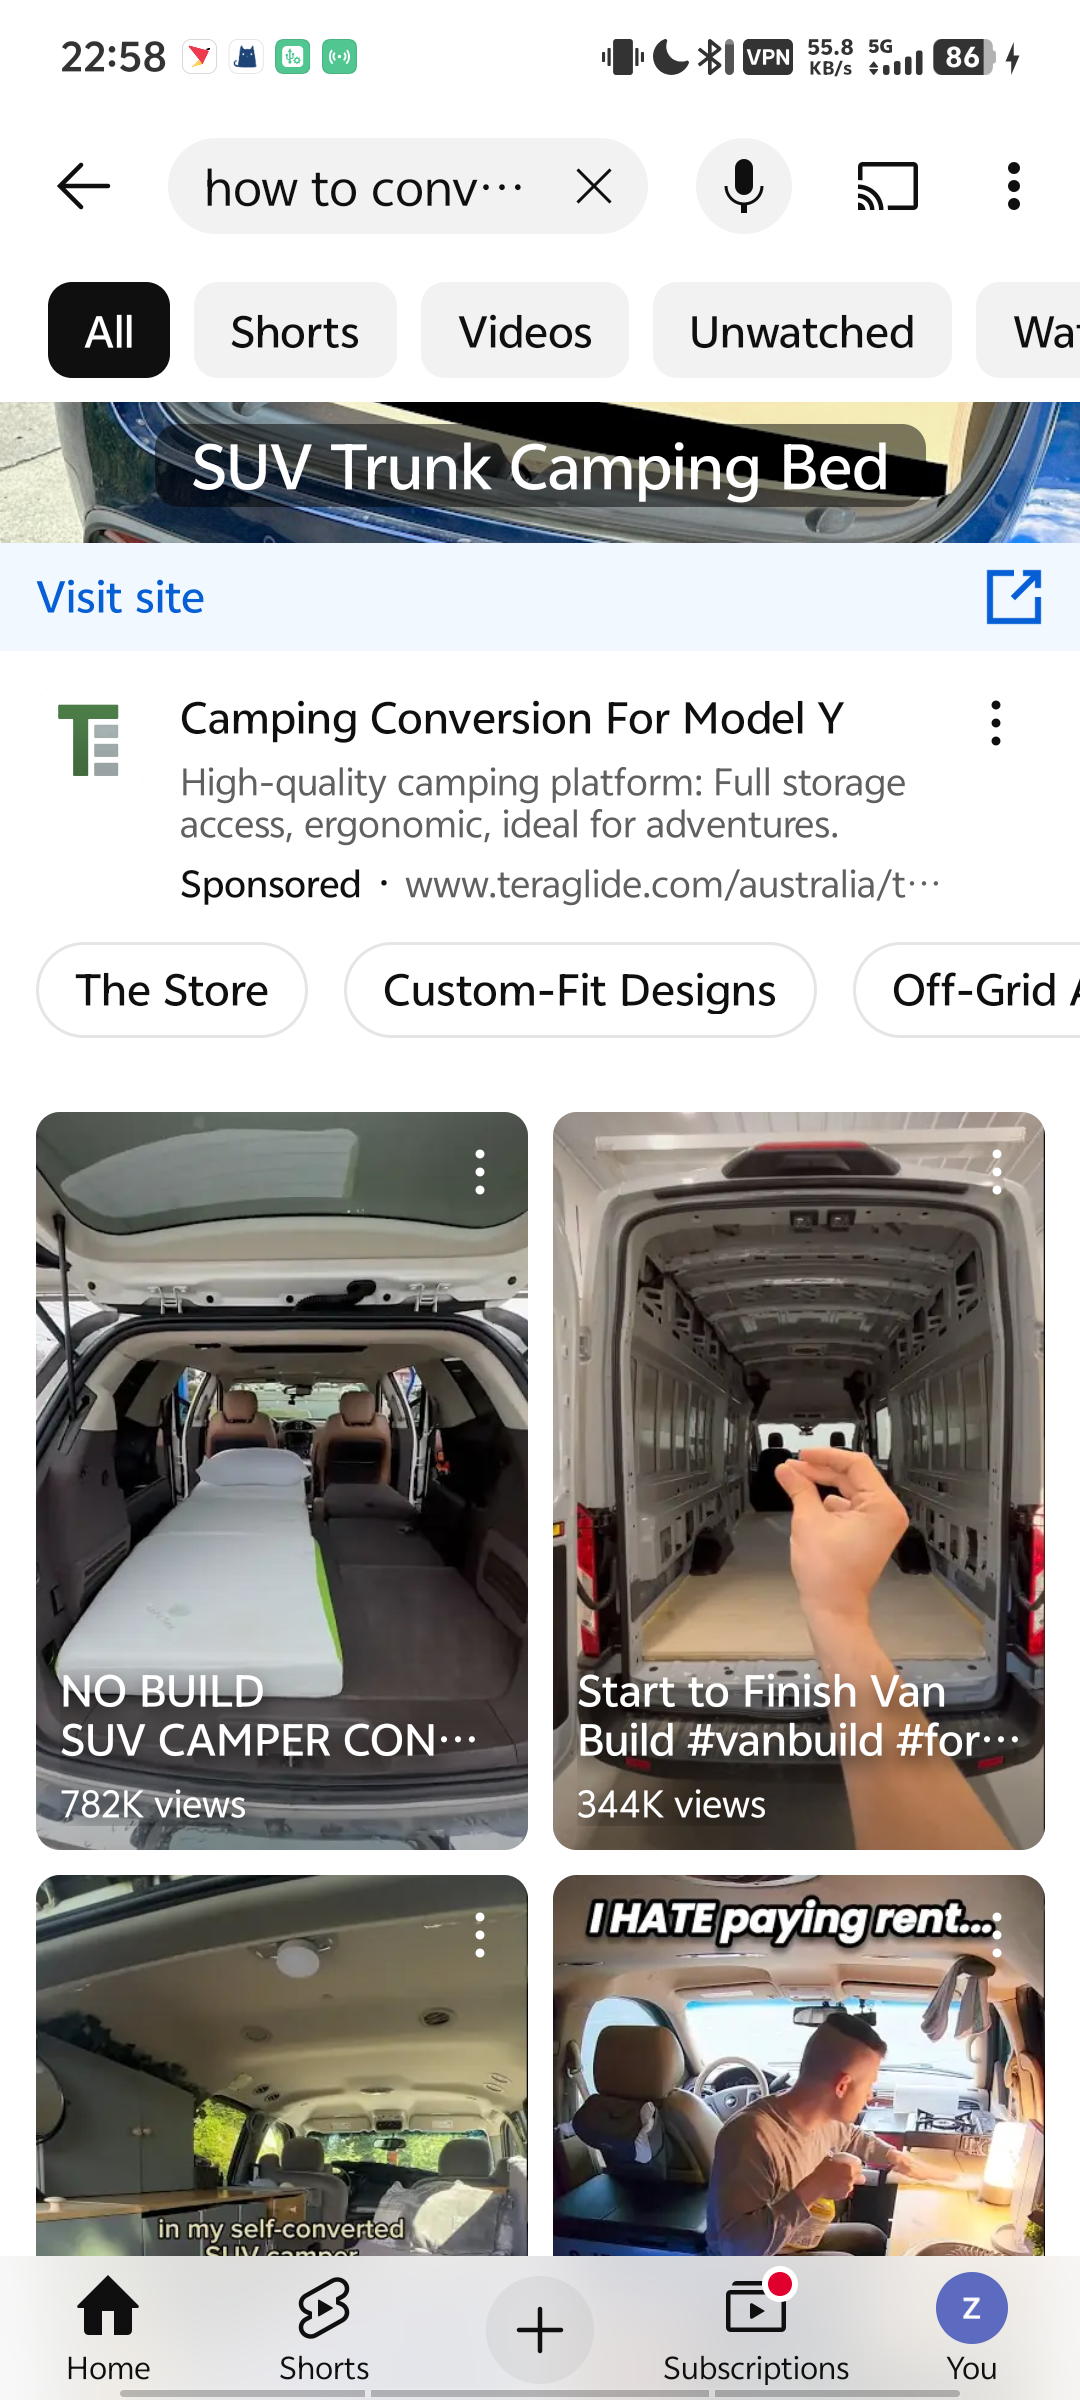 22:58
VPN
55.8
KB/s
5G
86
how to conv···
All
Shorts
Videos
Unwatched
SUV Trunk Camping Bed
Visit site
TE
Camping Conversion For Model Y
High-quality camping platform: Full storage
access, ergonomic, ideal for adventures.
Sponsored · www.teraglide.com/australia/t···
The Store
Custom-Fit Designs
Off-Grid
NO BUILD
SUV CAMPER CON···
782K views
Start to Finish Van
Build #vanbuild #for···
344K views
in my self-converted
SUV camper
I HATE paying rent...
Home
Shorts
Subscriptions
Z
You